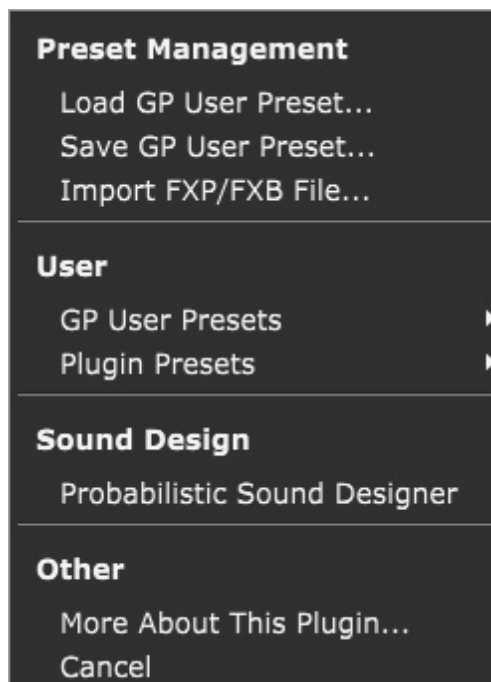 Preset Management
Load GP User Preset...
Save GP User Preset...
Import FXP/FXB File...
User
GP User Presets
Plugin Presets
Sound Design
Probabilistic Sound Designer
Other
More About This Plugin...
Cancel